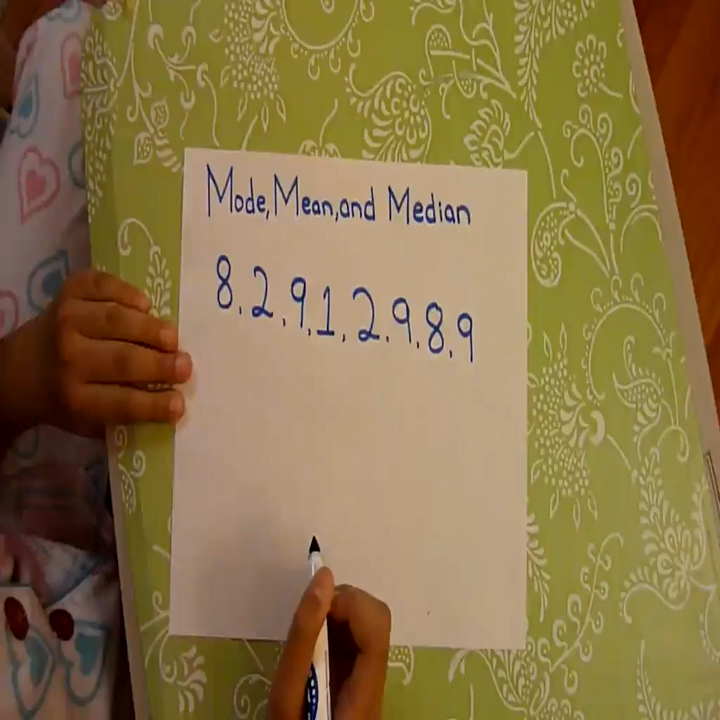 Mode, Mean, and Median
8, 2, 9, 1, 2, 9, 8, 9